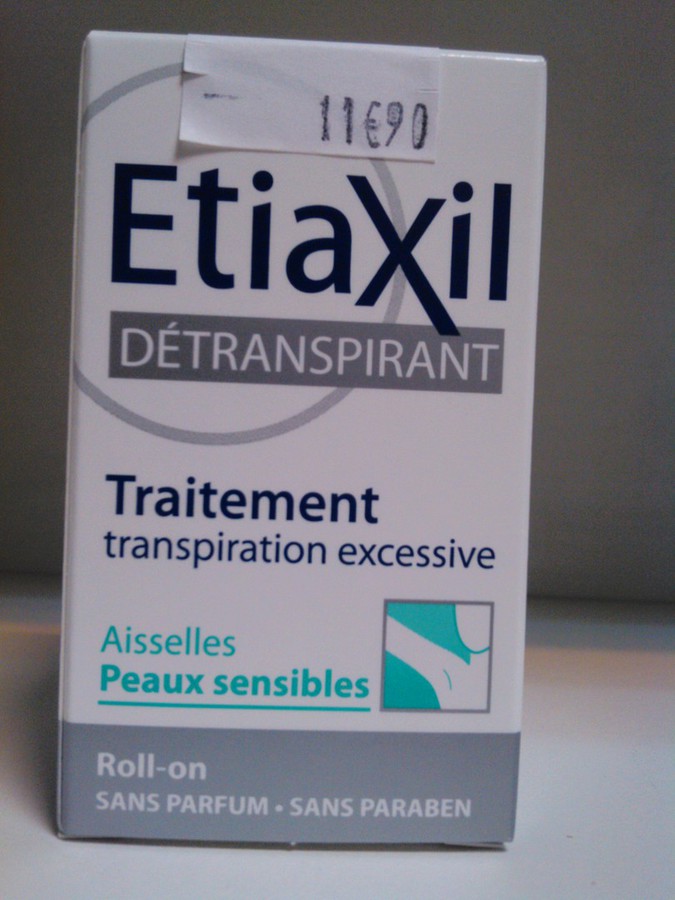 11€90
EtiaXil
DÉTRANSPIRANT
Traitement
transpiration excessive
Aisselles
Peaux sensibles
Roll-on
SANS PARFUM • SANS PARABEN